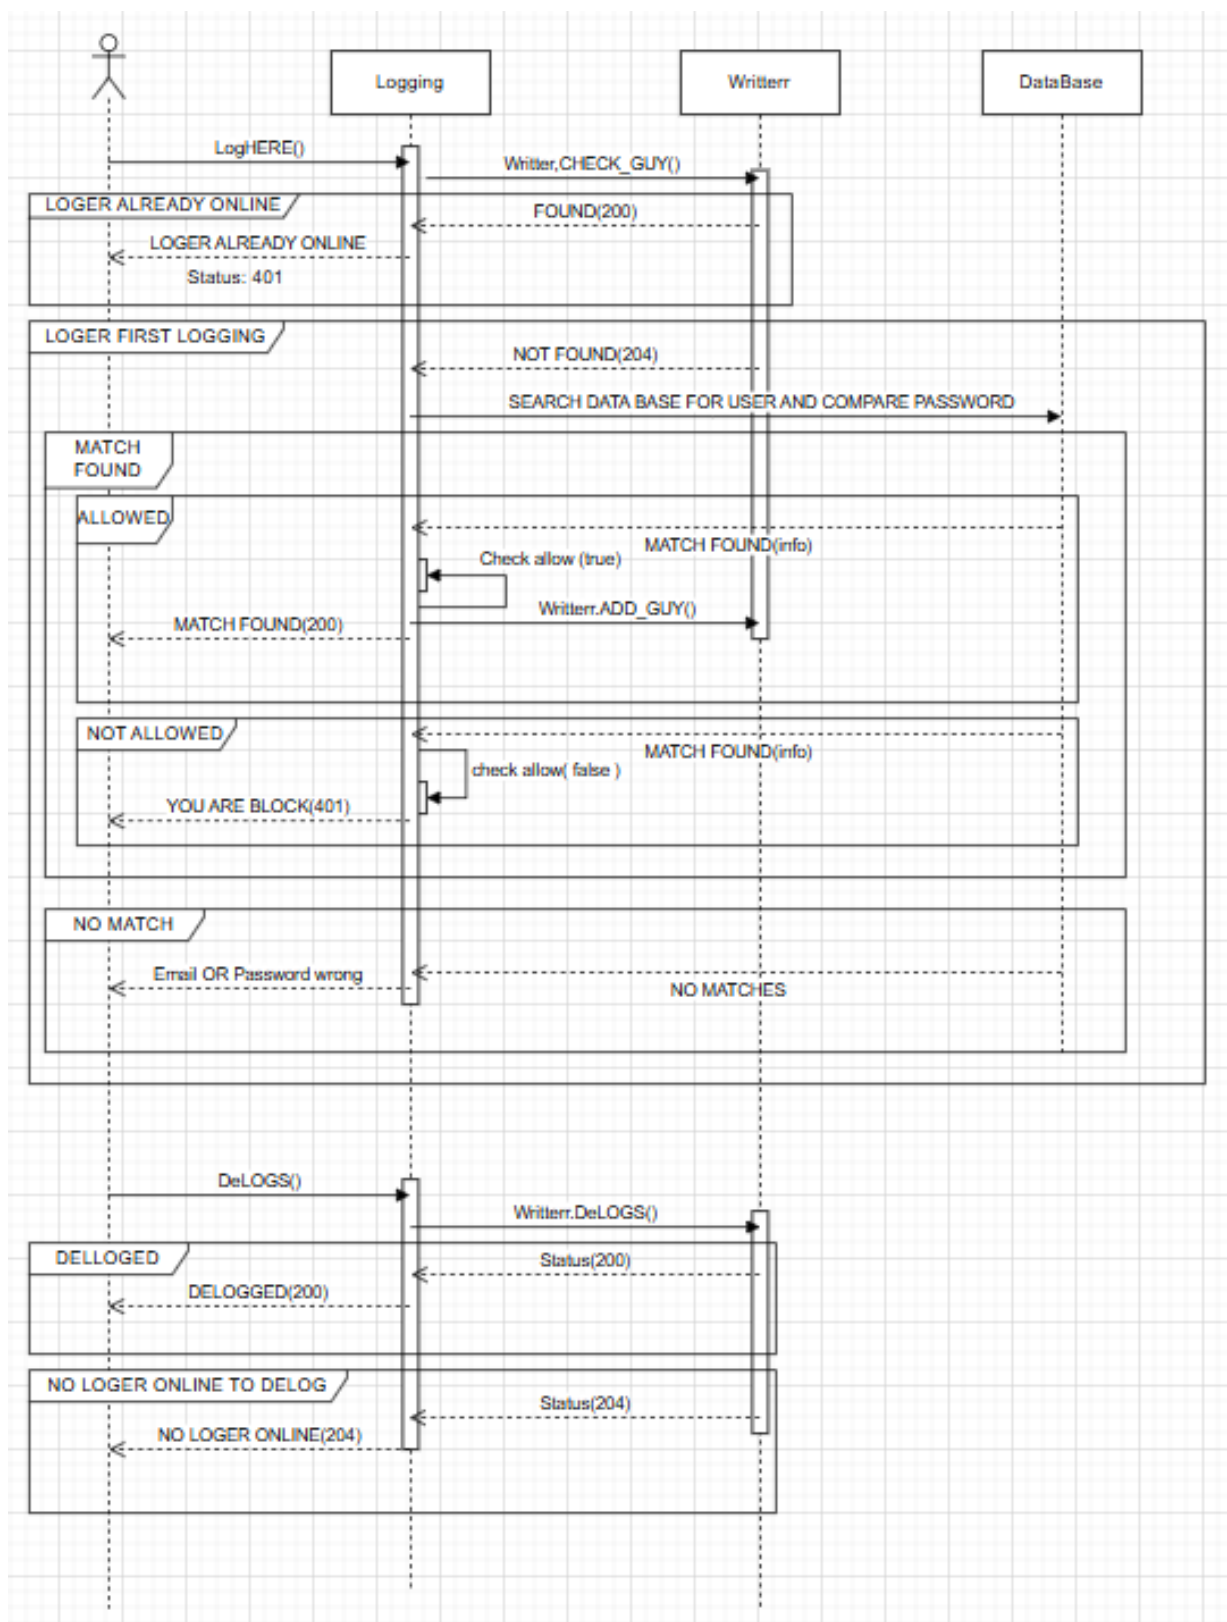 Logging
Writterr
DataBase
LogHERE()
Writter,CHECK_GUY()
LOGER ALREADY ONLINE
FOUND(200)
LOGER ALREADY ONLINE
Status: 401
LOGER FIRST LOGGING
NOT FOUND(204)
SEARCH DATA BASE FOR USER AND COMPARE PASSWORD
MATCH
FOUND
ALLOWED
MATCH FOUND(info)
Check allow (true)
Writterr.ADD_GUY()
MATCH FOUND(200)
NOT ALLOWED
MATCH FOUND(info)
check allow( false )
YOU ARE BLOCK(401)
NO MATCH
Email OR Password wrong
NO MATCHES
DeLOGS()
Writterr.DeLOGS()
DELLOGED
Status(200)
DELOGGED(200)
NO LOGER ONLINE TO DELOG
Status(204)
NO LOGER ONLINE(204)